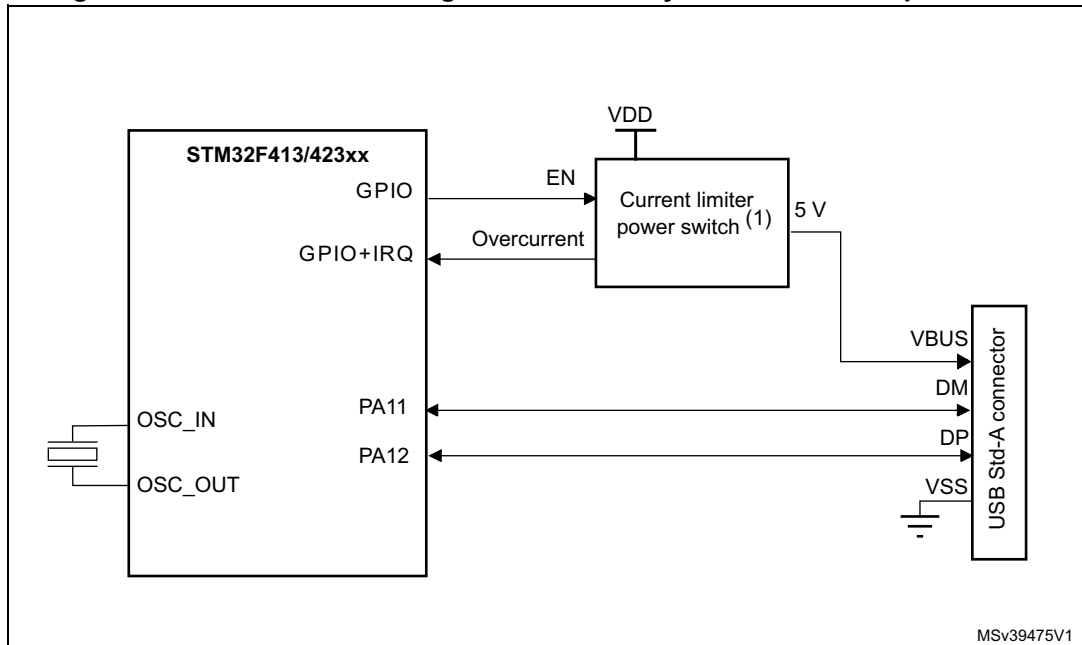 STM32F413/423xx
GPIO
GPIO+IRQ
EN
Overcurrent
VDD
Current limiter
power switch (1)
5 V
OSC_IN
OSC_OUT
PA11
PA12
VBUS
DM
DP
VSS
USB Std-A connector
MSv39475V1